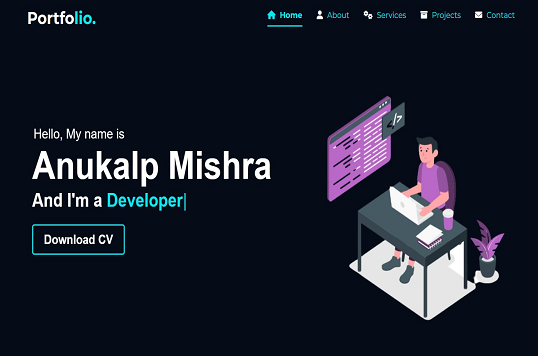 Portfolio.
Home About Services Projects Contact
</>
Hello, My name is
Anukalp Mishra
And I'm a Developer|
Download CV